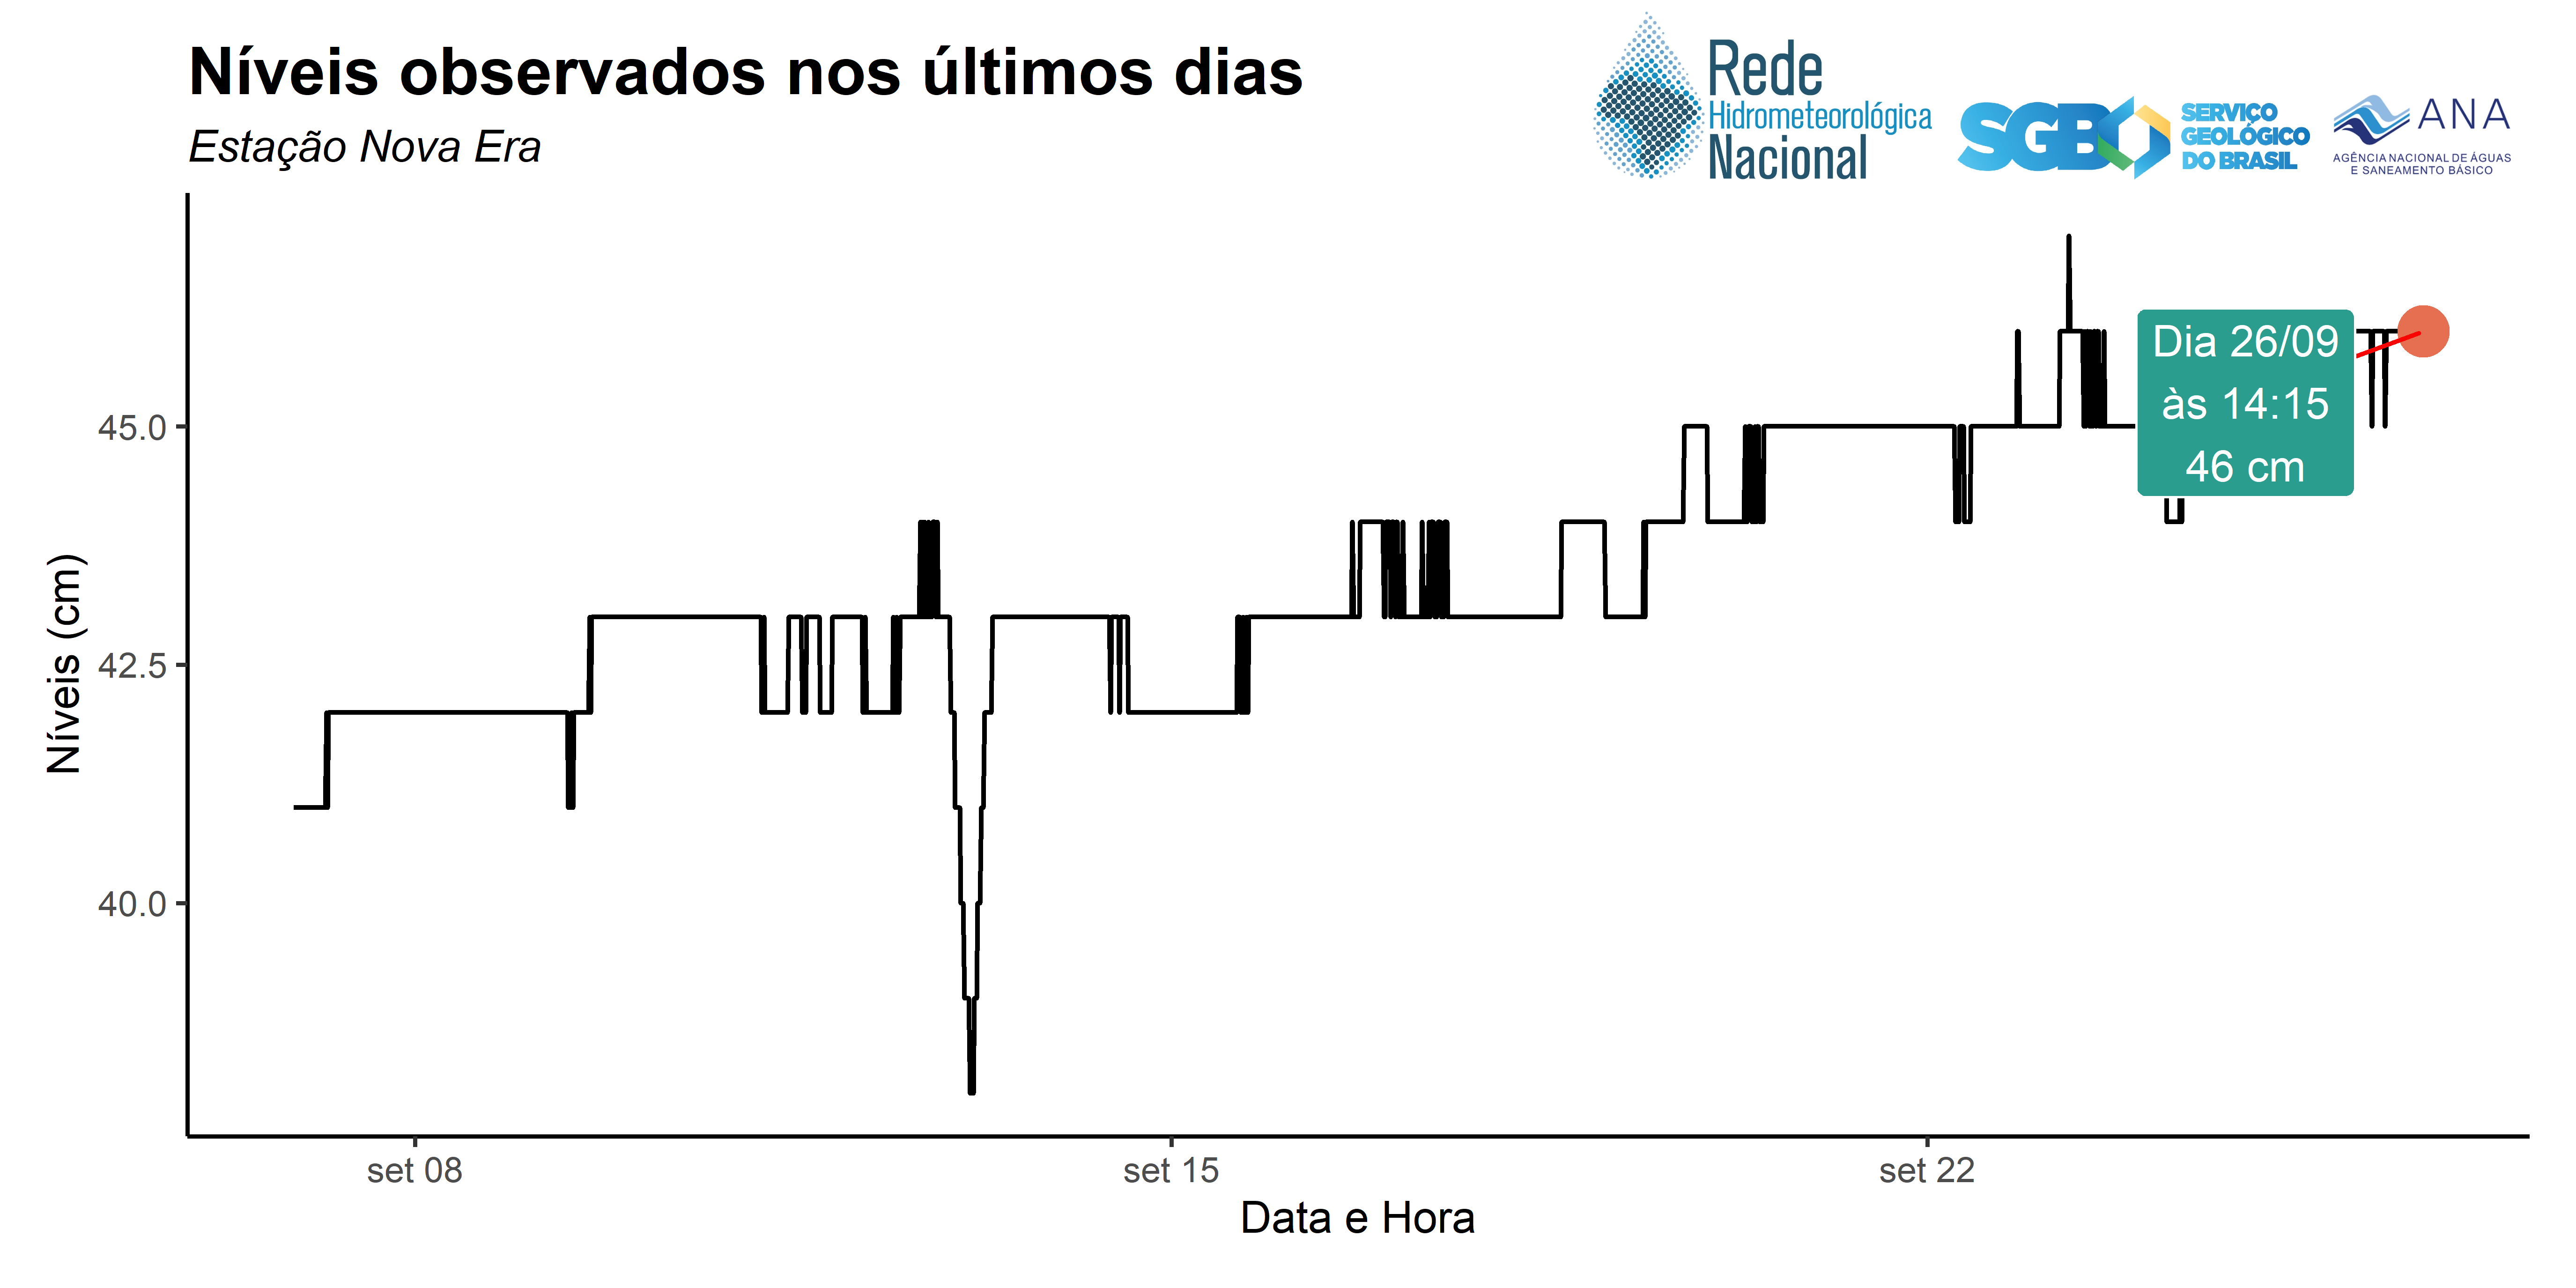 Níveis observados nos últimos dias
Estação Nova Era
Rede
Hidrometeorológica
Nacional
SGB
SERVIÇO
GEOLÓGICO
DO BRASIL
ANA
AGÊNCIA NACIONAL DE ÁGUAS
E SANEAMENTO BÁSICO
Dia 26/09
às 14:15
46 cm
Níveis (cm)
45.0
42.5
40.0
set 08
set 15
set 22
Data e Hora